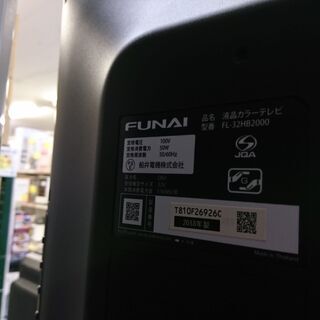 FUNAI
品名 液晶カラーテレビ
型番 FL-32HB2000
定格電圧 100V
定格消費電力 50W
定格周波数 50/60Hz
船井電機株式会社
JQA
T810F26926C
2018年製
Made in Thailand